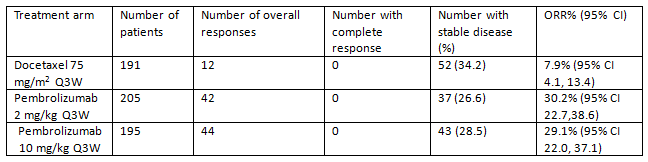 Treatment arm Number of patients Number of overall responses Number with complete response Number with stable disease (%) ORR% (95% CI)
Docetaxel 75 mg/m² Q3W 191 12 0 52 (34.2) 7.9% (95% CI 4.1, 13.4)
Pembrolizumab 2 mg/kg Q3W 205 42 0 37 (26.6) 30.2% (95% CI 22.7,38.6)
Pembrolizumab 10 mg/kg Q3W 195 44 0 43 (28.5) 29.1% (95% CI 22.0, 37.1)